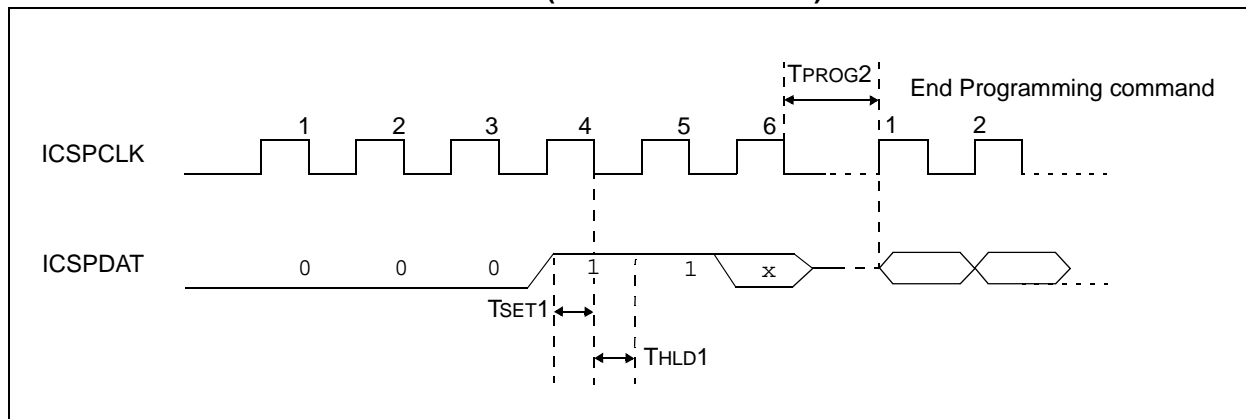 TPROG2
End Programming command
1 2 3 4 5 6 1 2
ICSPCLK
ICSPDAT
0 0 0 1 1 x
TSET1
THLD1